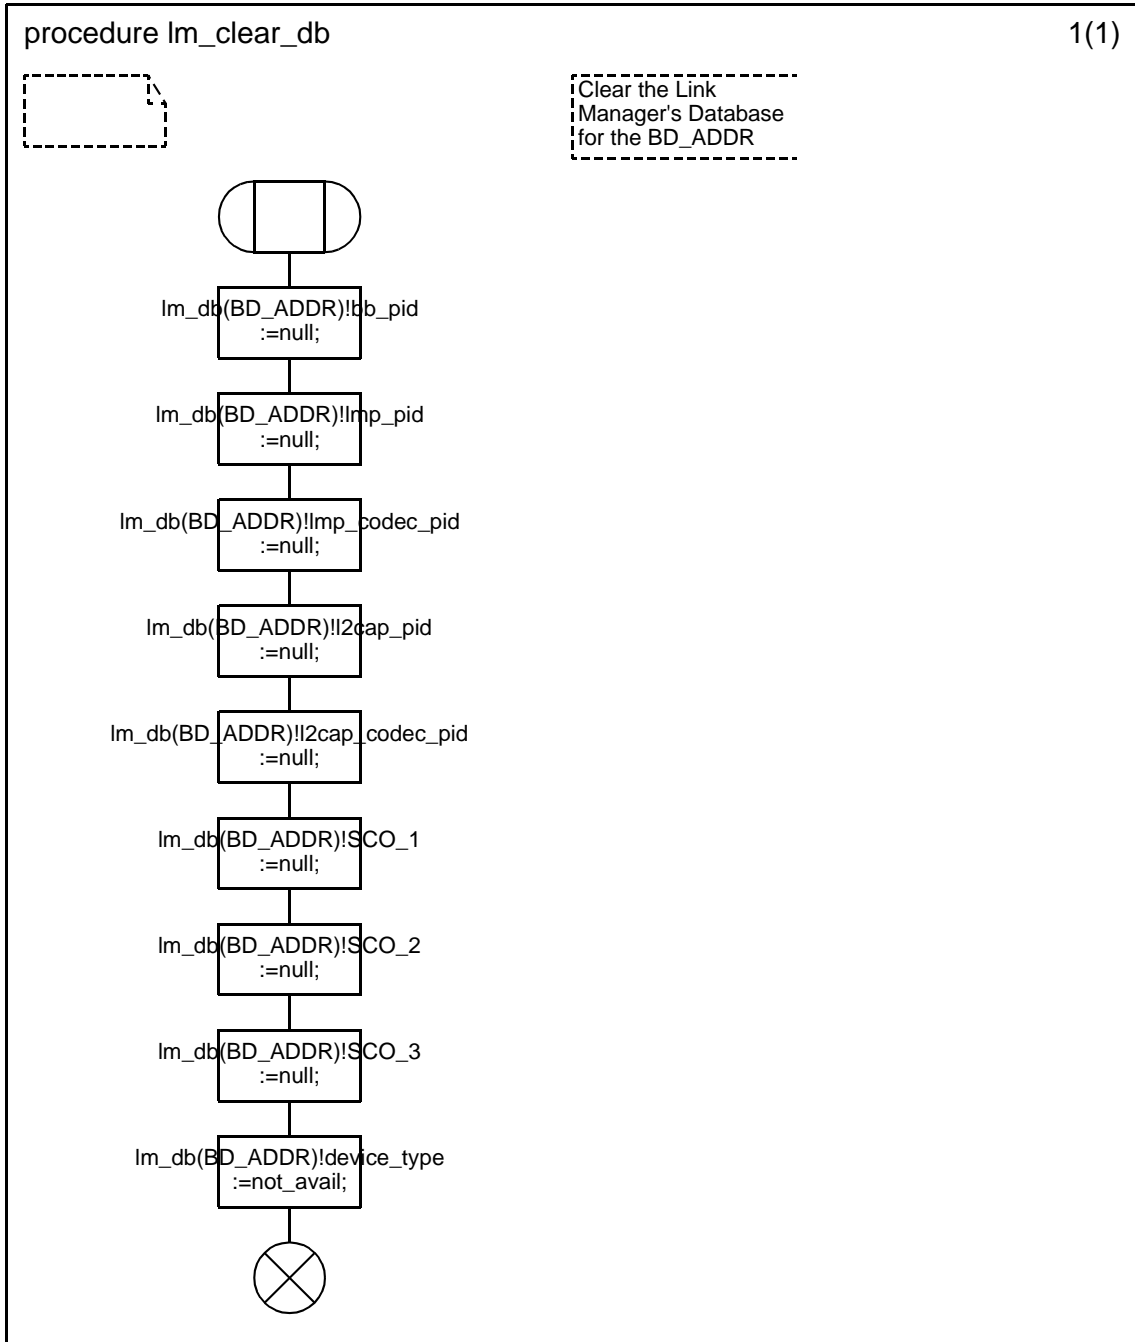 procedure lm_clear_db
1(1)
Clear the Link
Manager's Database
for the BD_ADDR
lm_db(BD_ADDR)!bb_pid
:=null;
lm_db(BD_ADDR)!lmp_pid
:=null;
lm_db(BD_ADDR)!lmp_codec_pid
:=null;
lm_db(BD_ADDR)!l2cap_pid
:=null;
lm_db(BD_ADDR)!l2cap_codec_pid
:=null;
lm_db(BD_ADDR)!SCO_1
:=null;
lm_db(BD_ADDR)!SCO_2
:=null;
lm_db(BD_ADDR)!SCO_3
:=null;
lm_db(BD_ADDR)!device_type
:=not_avail;